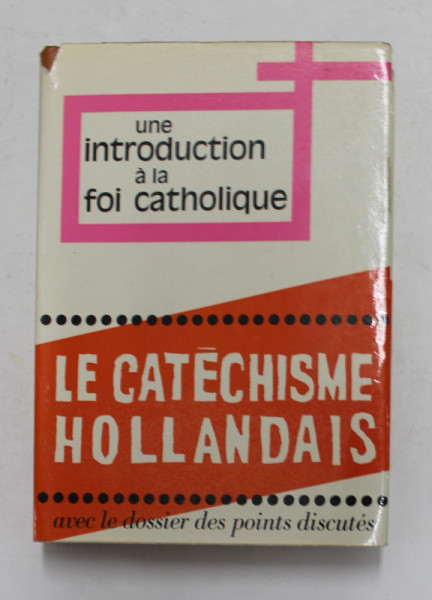 une
introduction
à la
foi catholique
LE CATÉCHISME
HOLLANDAIS
avec le dossier des points discutés